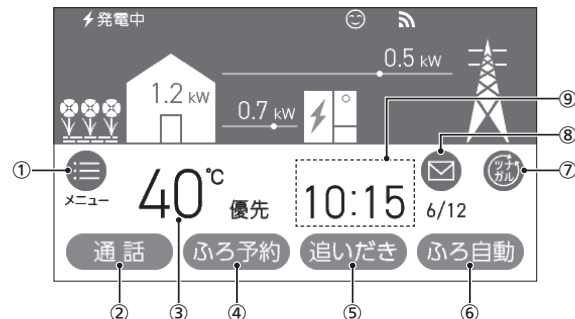 発電中
0.5 kW
1.2 kW
0.7 kW
⑨
⑧
①
⑦
メニュー
40℃
優先
10:15
6/12
ツナガル
通話
ふろ予約
追いだき
ふろ自動
②
③
④
⑤
⑥